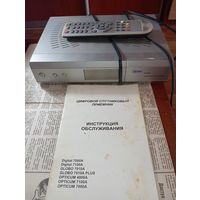 ЦИФРОВОЙ СПУТНИКОВЫЙ
ПРИЕМНИК
ИНСТРУКЦИЯ
ОБСЛУЖИВАНИЯ
Digital 7000A
Digital 7100A
GLOBO 7010A
GLOBO 7010A PLUS
OPTICUM 4000A
OPTICUM 7100A
OPTICUM 7000A